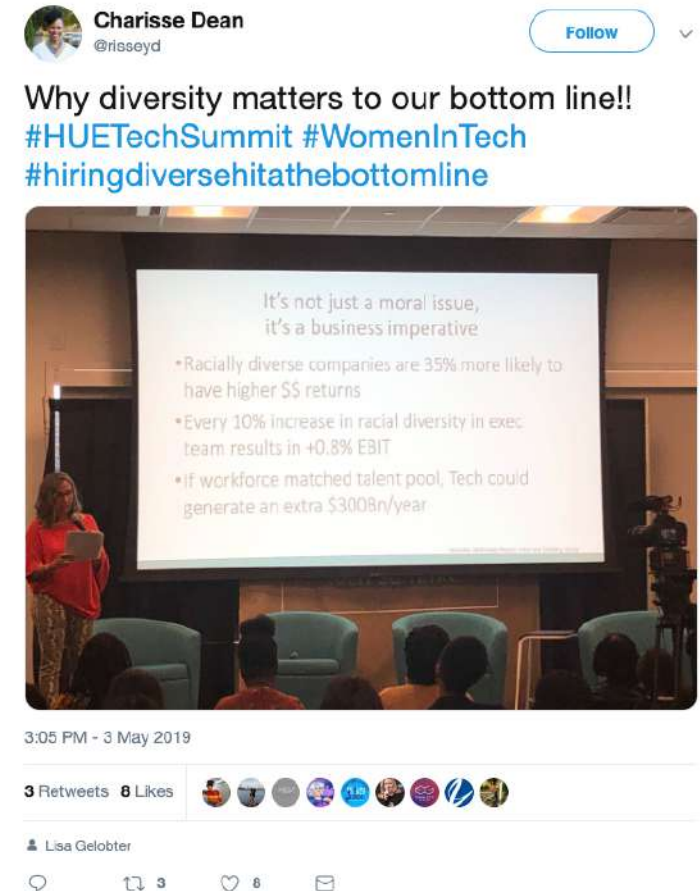 Charisse Dean
@risseyd
Follow
Why diversity matters to our bottom line!!
#HUETechSummit #WomenInTech
#hiringdiversehitathebottomline
It's not just a moral issue,
it's a business imperative
•Racially diverse companies are 35% more likely to
have higher $$ returns
•Every 10% increase in racial diversity in exec
team results in +0.8% EBIT
•If workforce matched talent pool, Tech could
generate an extra $300Bn/year
3:05 PM - 3 May 2019
3 Retweets 8 Likes
Lisa Gelobter
3 8